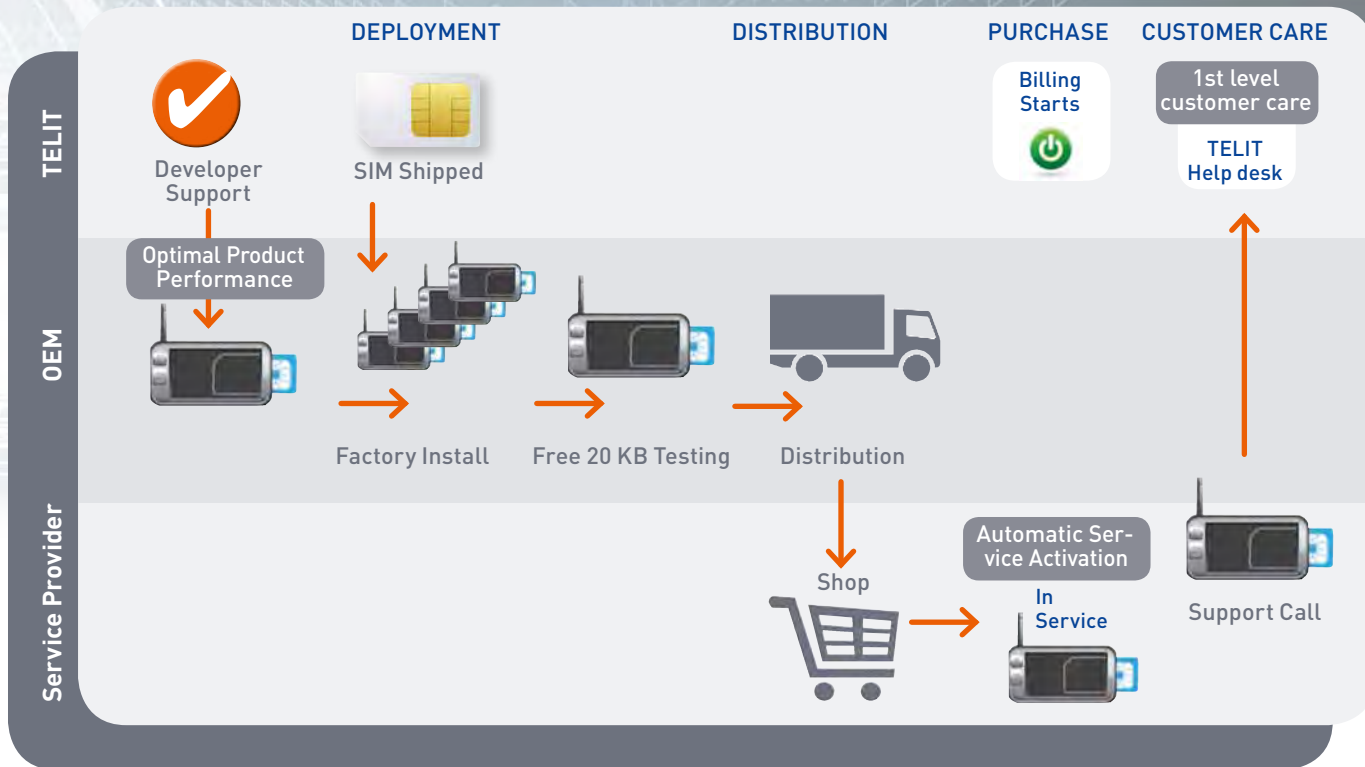 DEPLOYMENT
DISTRIBUTION
PURCHASE
CUSTOMER CARE
TELIT
Developer
Support
SIM Shipped
Billing
Starts
1st level
customer care
TELIT
Help desk
OEM
Optimal Product
Performance
Factory Install
Free 20 KB Testing
Distribution
Service Provider
Shop
Automatic Ser-
vice Activation
In
Service
Support Call